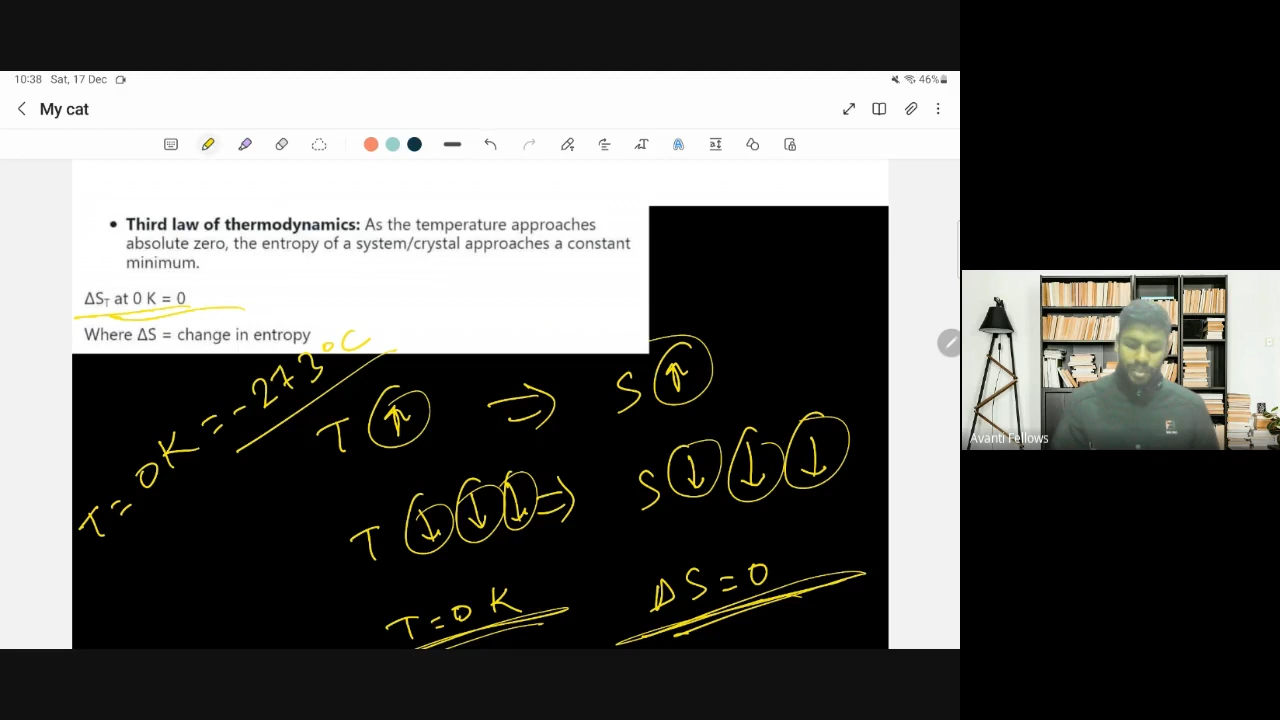 10:38 Sat, 17 Dec
46%
My cat
• Third law of thermodynamics: As the temperature approaches
absolute zero, the entropy of a system/crystal approaches a constant
minimum.
ΔS_T at 0 K = 0
Where ΔS = change in entropy
T = 0 K = -273°C
T ↑ ⇒ S ↑
T ↓ ↓ ↓ ⇒ S ↓ ↓ ↓
T = 0 K ΔS = 0
Avanti Fellows